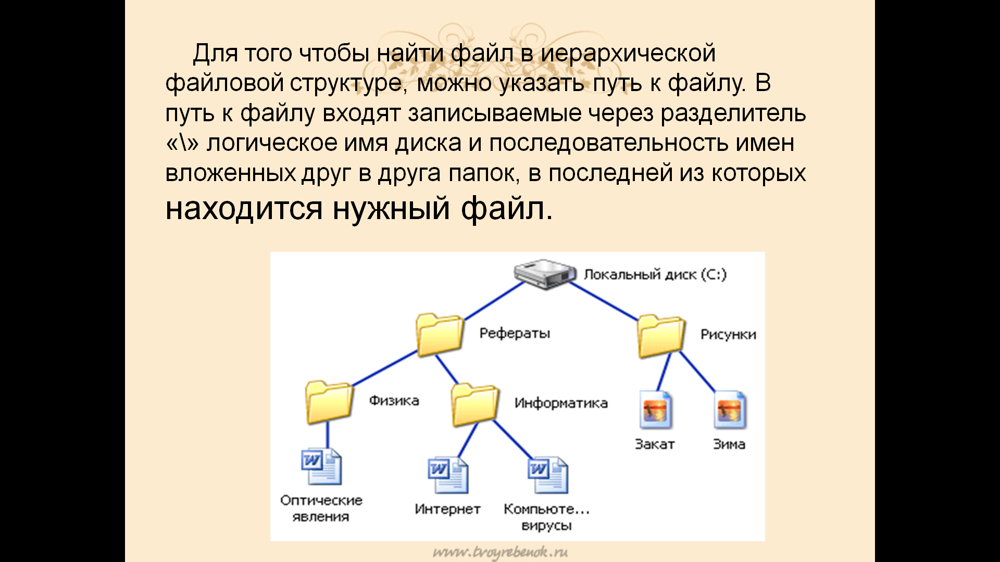 Для того чтобы найти файл в иерархической
файловой структуре, можно указать путь к файлу. В
путь к файлу входят записываемые через разделитель
«\» логическое имя диска и последовательность имен
вложенных друг в друга папок, в последней из которых
находится нужный файл.
Локальный диск (C:)
Рефераты
Рисунки
Физика
Информатика
Закат
Зима
Оптические
явления
Интернет
Компьюте...
вирусы
www.tvoyrebenok.ru